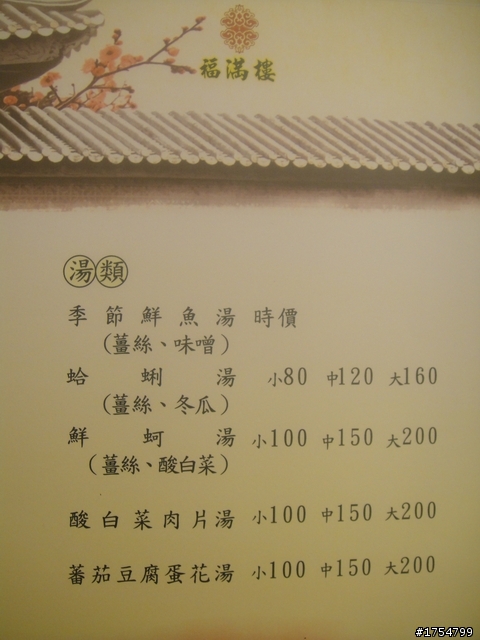 福滿樓
湯類
季節鮮魚湯 時價
（薑絲、味噌）
蛤蜊湯 小80 中120 大160
（薑絲、冬瓜）
鮮蚵湯 小100 中150 大200
（薑絲、酸白菜）
酸白菜肉片湯 小100 中150 大200
蕃茄豆腐蛋花湯 小100 中150 大200
#1754799